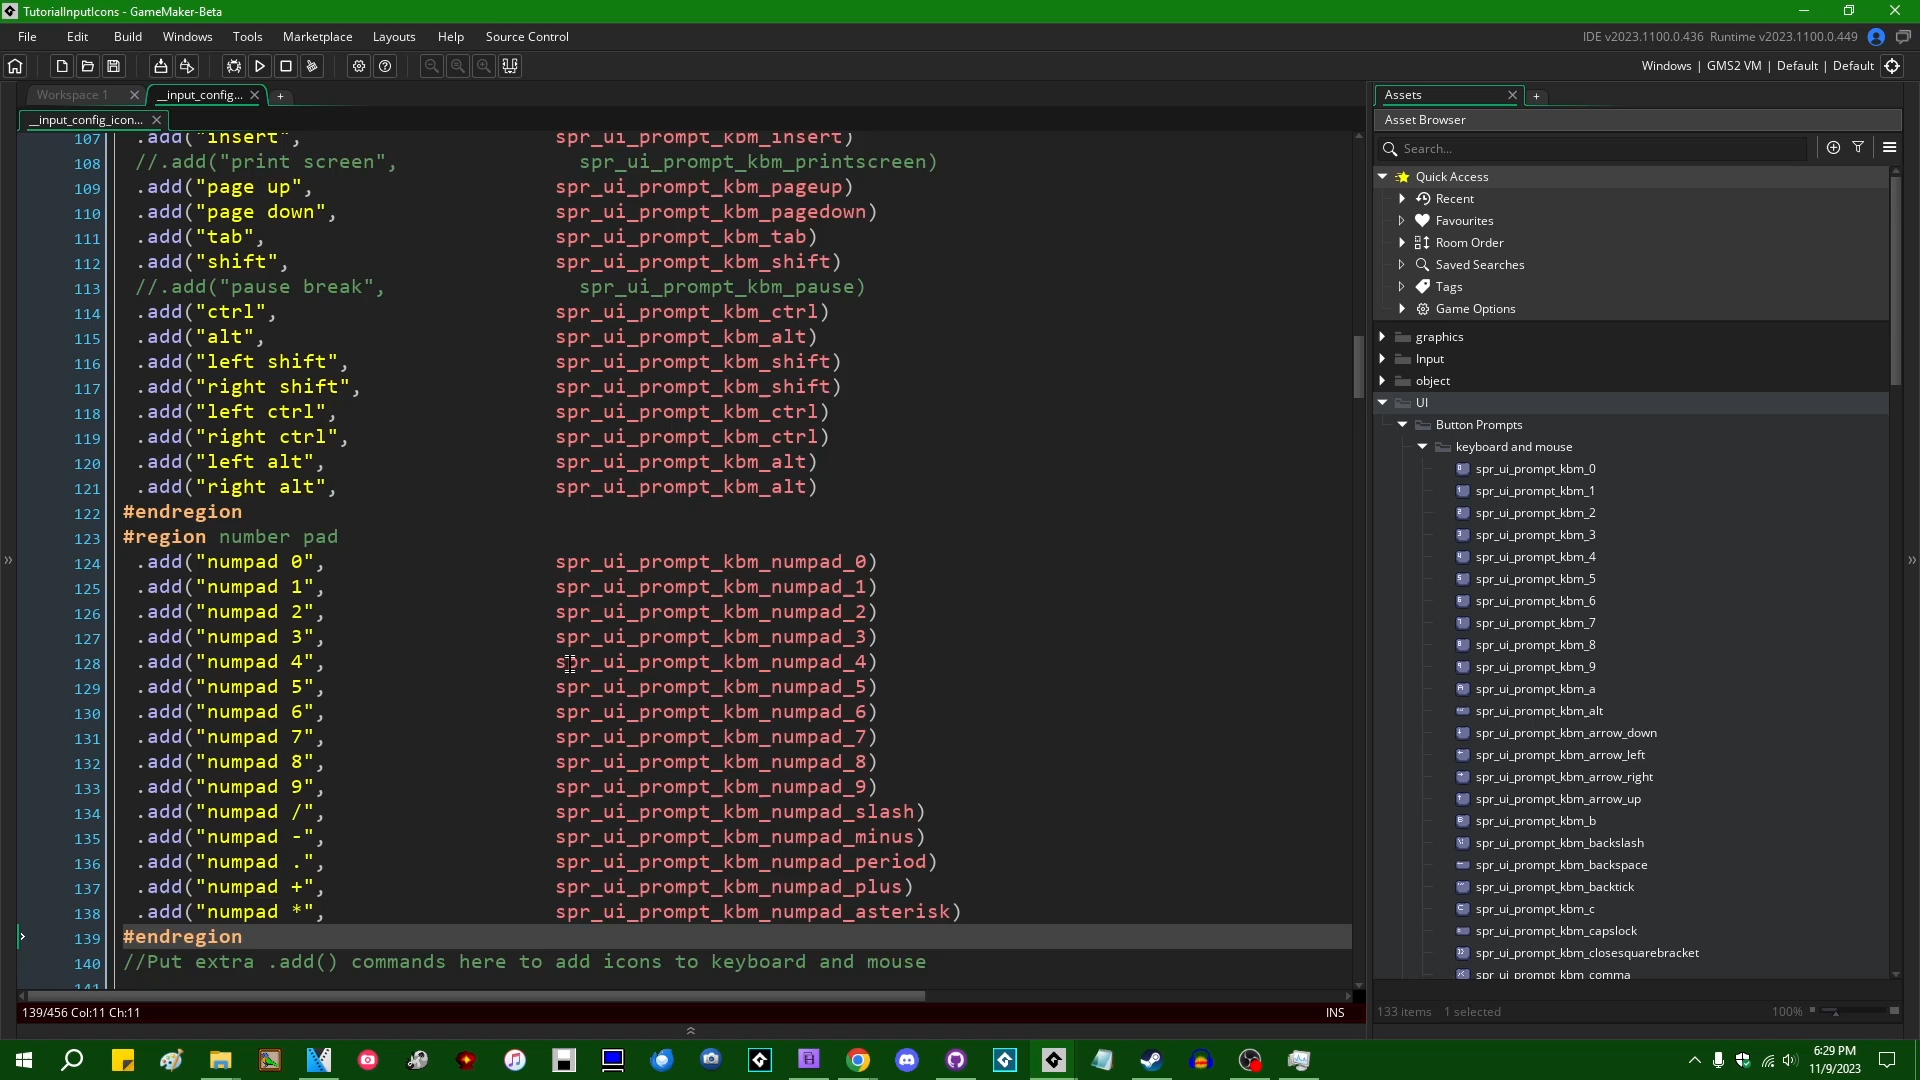 TutorialInputIcons - GameMaker-Beta
File Edit Build Windows Tools Marketplace Layouts Help Source Control
IDE v2023.1100.0.436 Runtime v2023.1100.0.449
Windows | GMS2 VM | Default | Default
Workspace 1
__input_config...
__input_config_icon...
107 .add("insert", spr_ui_prompt_kbm_insert)
108 //.add("print screen", spr_ui_prompt_kbm_printscreen)
109 .add("page up", spr_ui_prompt_kbm_pageup)
110 .add("page down", spr_ui_prompt_kbm_pagedown)
111 .add("tab", spr_ui_prompt_kbm_tab)
112 .add("shift", spr_ui_prompt_kbm_shift)
113 //.add("pause break", spr_ui_prompt_kbm_pause)
114 .add("ctrl", spr_ui_prompt_kbm_ctrl)
115 .add("alt", spr_ui_prompt_kbm_alt)
116 .add("left shift", spr_ui_prompt_kbm_shift)
117 .add("right shift", spr_ui_prompt_kbm_shift)
118 .add("left ctrl", spr_ui_prompt_kbm_ctrl)
119 .add("right ctrl", spr_ui_prompt_kbm_ctrl)
120 .add("left alt", spr_ui_prompt_kbm_alt)
121 .add("right alt", spr_ui_prompt_kbm_alt)
122 #endregion
123 #region number pad
124 .add("numpad 0", spr_ui_prompt_kbm_numpad_0)
125 .add("numpad 1", spr_ui_prompt_kbm_numpad_1)
126 .add("numpad 2", spr_ui_prompt_kbm_numpad_2)
127 .add("numpad 3", spr_ui_prompt_kbm_numpad_3)
128 .add("numpad 4", spr_ui_prompt_kbm_numpad_4)
129 .add("numpad 5", spr_ui_prompt_kbm_numpad_5)
130 .add("numpad 6", spr_ui_prompt_kbm_numpad_6)
131 .add("numpad 7", spr_ui_prompt_kbm_numpad_7)
132 .add("numpad 8", spr_ui_prompt_kbm_numpad_8)
133 .add("numpad 9", spr_ui_prompt_kbm_numpad_9)
134 .add("numpad /", spr_ui_prompt_kbm_numpad_slash)
135 .add("numpad -", spr_ui_prompt_kbm_numpad_minus)
136 .add("numpad .", spr_ui_prompt_kbm_numpad_period)
137 .add("numpad +", spr_ui_prompt_kbm_numpad_plus)
138 .add("numpad *", spr_ui_prompt_kbm_numpad_asterisk)
139 #endregion
140 //Put extra .add() commands here to add icons to keyboard and mouse
141
139/456 Col:11 Ch:11
INS
Assets
Asset Browser
Search...
Quick Access
Recent
Favourites
Room Order
Saved Searches
Tags
Game Options
graphics
Input
object
UI
Button Prompts
keyboard and mouse
spr_ui_prompt_kbm_0
spr_ui_prompt_kbm_1
spr_ui_prompt_kbm_2
spr_ui_prompt_kbm_3
spr_ui_prompt_kbm_4
spr_ui_prompt_kbm_5
spr_ui_prompt_kbm_6
spr_ui_prompt_kbm_7
spr_ui_prompt_kbm_8
spr_ui_prompt_kbm_9
spr_ui_prompt_kbm_a
spr_ui_prompt_kbm_alt
spr_ui_prompt_kbm_arrow_down
spr_ui_prompt_kbm_arrow_left
spr_ui_prompt_kbm_arrow_right
spr_ui_prompt_kbm_arrow_up
spr_ui_prompt_kbm_b
spr_ui_prompt_kbm_backslash
spr_ui_prompt_kbm_backspace
spr_ui_prompt_kbm_backtick
spr_ui_prompt_kbm_c
spr_ui_prompt_kbm_capslock
spr_ui_prompt_kbm_closesquarebracket
spr_ui_prompt_kbm_comma
133 items 1 selected
100%
6:29 PM
11/9/2023